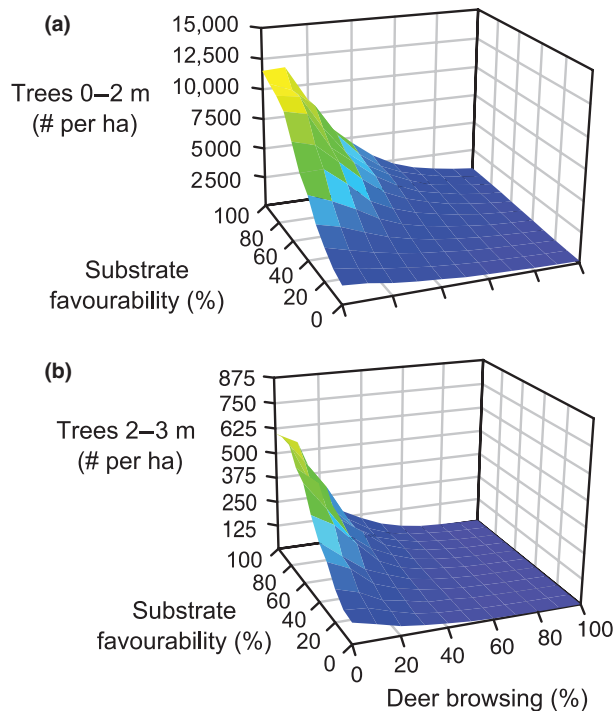 (a)
Trees 0–2 m
(# per ha)
15,000
12,500
10,000
7500
5000
2500
100
80
60
40
20
0
Substrate
favourability (%)
(b)
Trees 2–3 m
(# per ha)
875
750
625
500
375
250
125
100
80
60
40
20
0
Substrate
favourability (%)
0
20
40
60
80
100
Deer browsing (%)